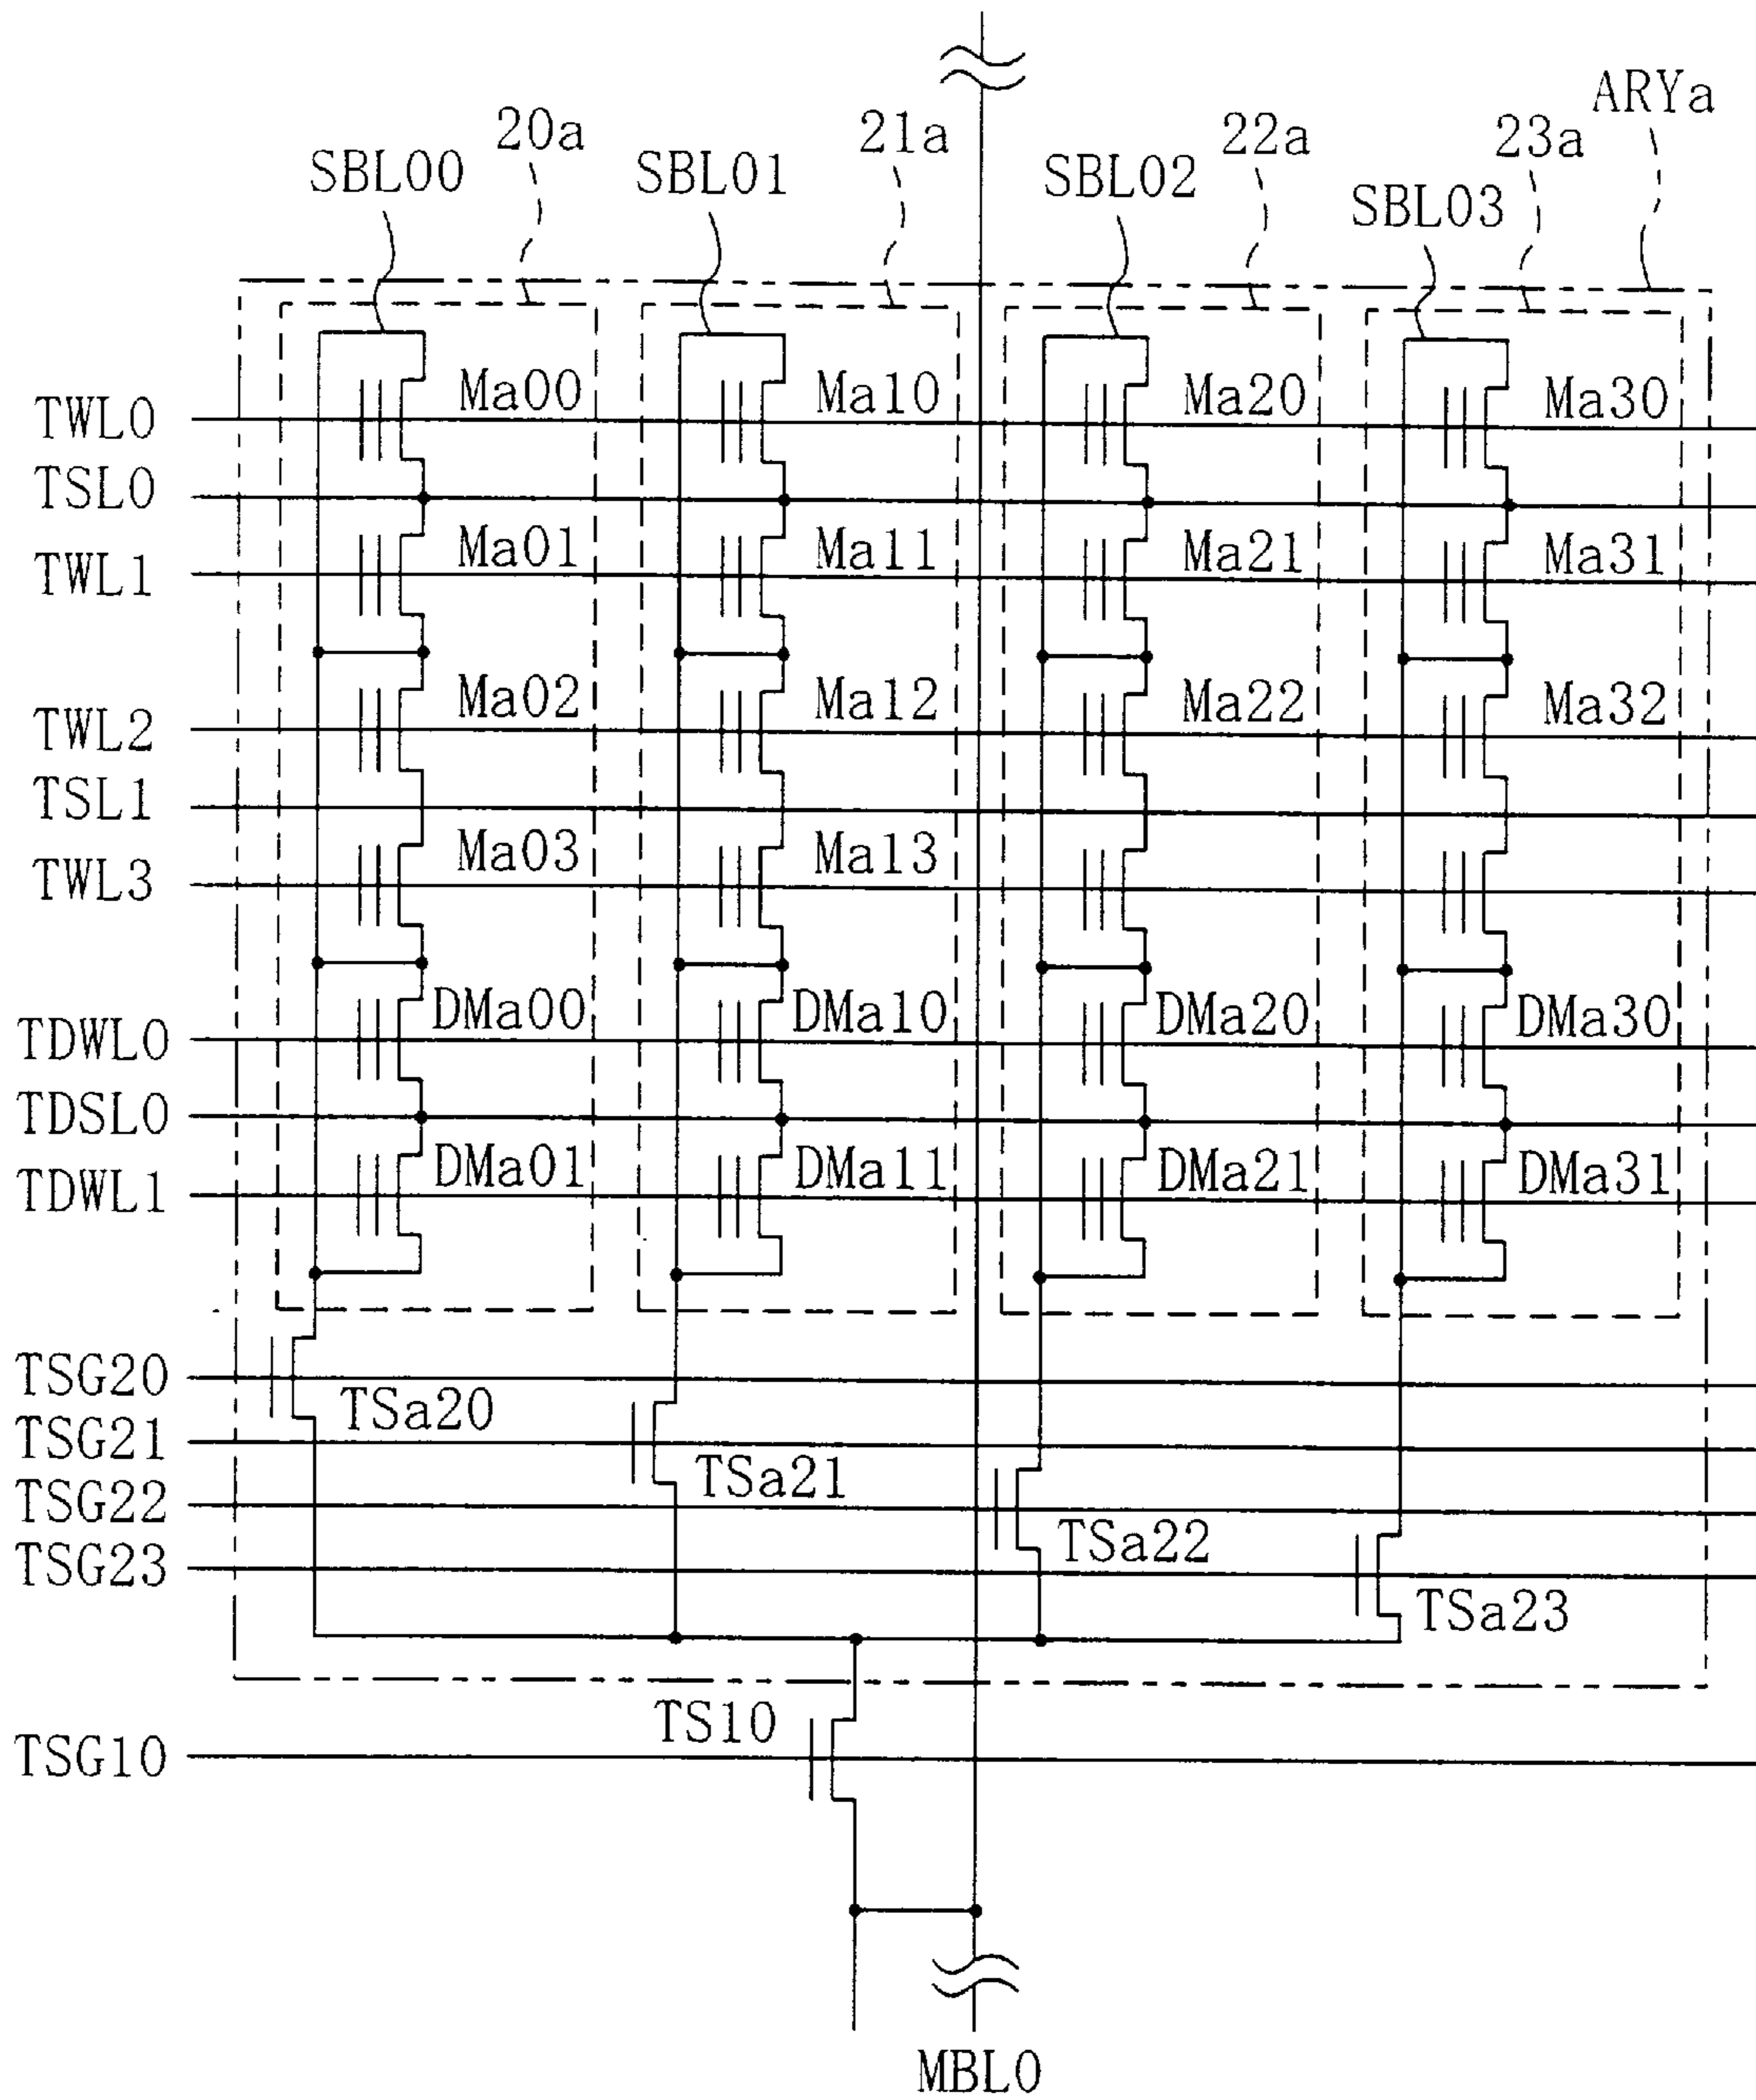 ARYa
20a 21a 22a 23a
SBL00 SBL01 SBL02 SBL03
TWL0 Ma00 Ma10 Ma20 Ma30
TSL0
TWL1 Ma01 Ma11 Ma21 Ma31
TWL2 Ma02 Ma12 Ma22 Ma32
TSL1
TWL3 Ma03 Ma13
TDWL0 DMa00 DMa10 DMa20 DMa30
TDSL0
TDWL1 DMa01 DMa11 DMa21 DMa31
TSG20 TSa20
TSG21 TSa21
TSG22 TSa22
TSG23 TSa23
TS10
TSG10
MBL0